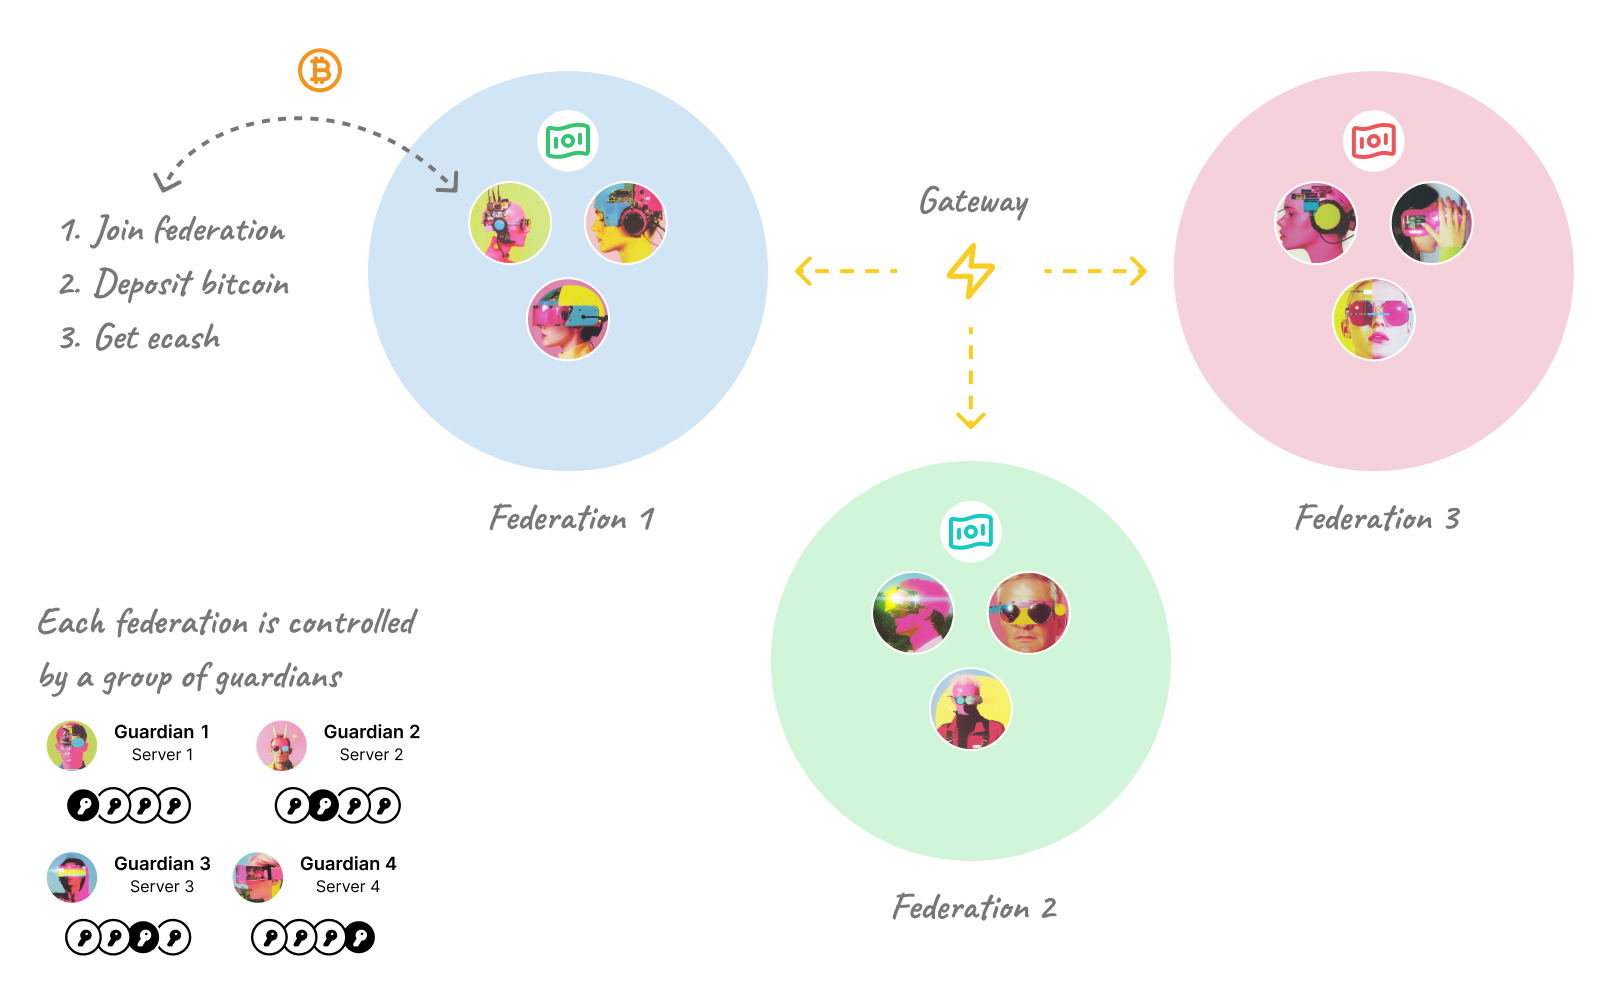 1. Join federation
2. Deposit bitcoin
3. Get ecash
Gateway
Federation 1
Federation 3
Federation 2
Each federation is controlled
by a group of guardians
Guardian 1
Server 1
Guardian 2
Server 2
Guardian 3
Server 3
Guardian 4
Server 4